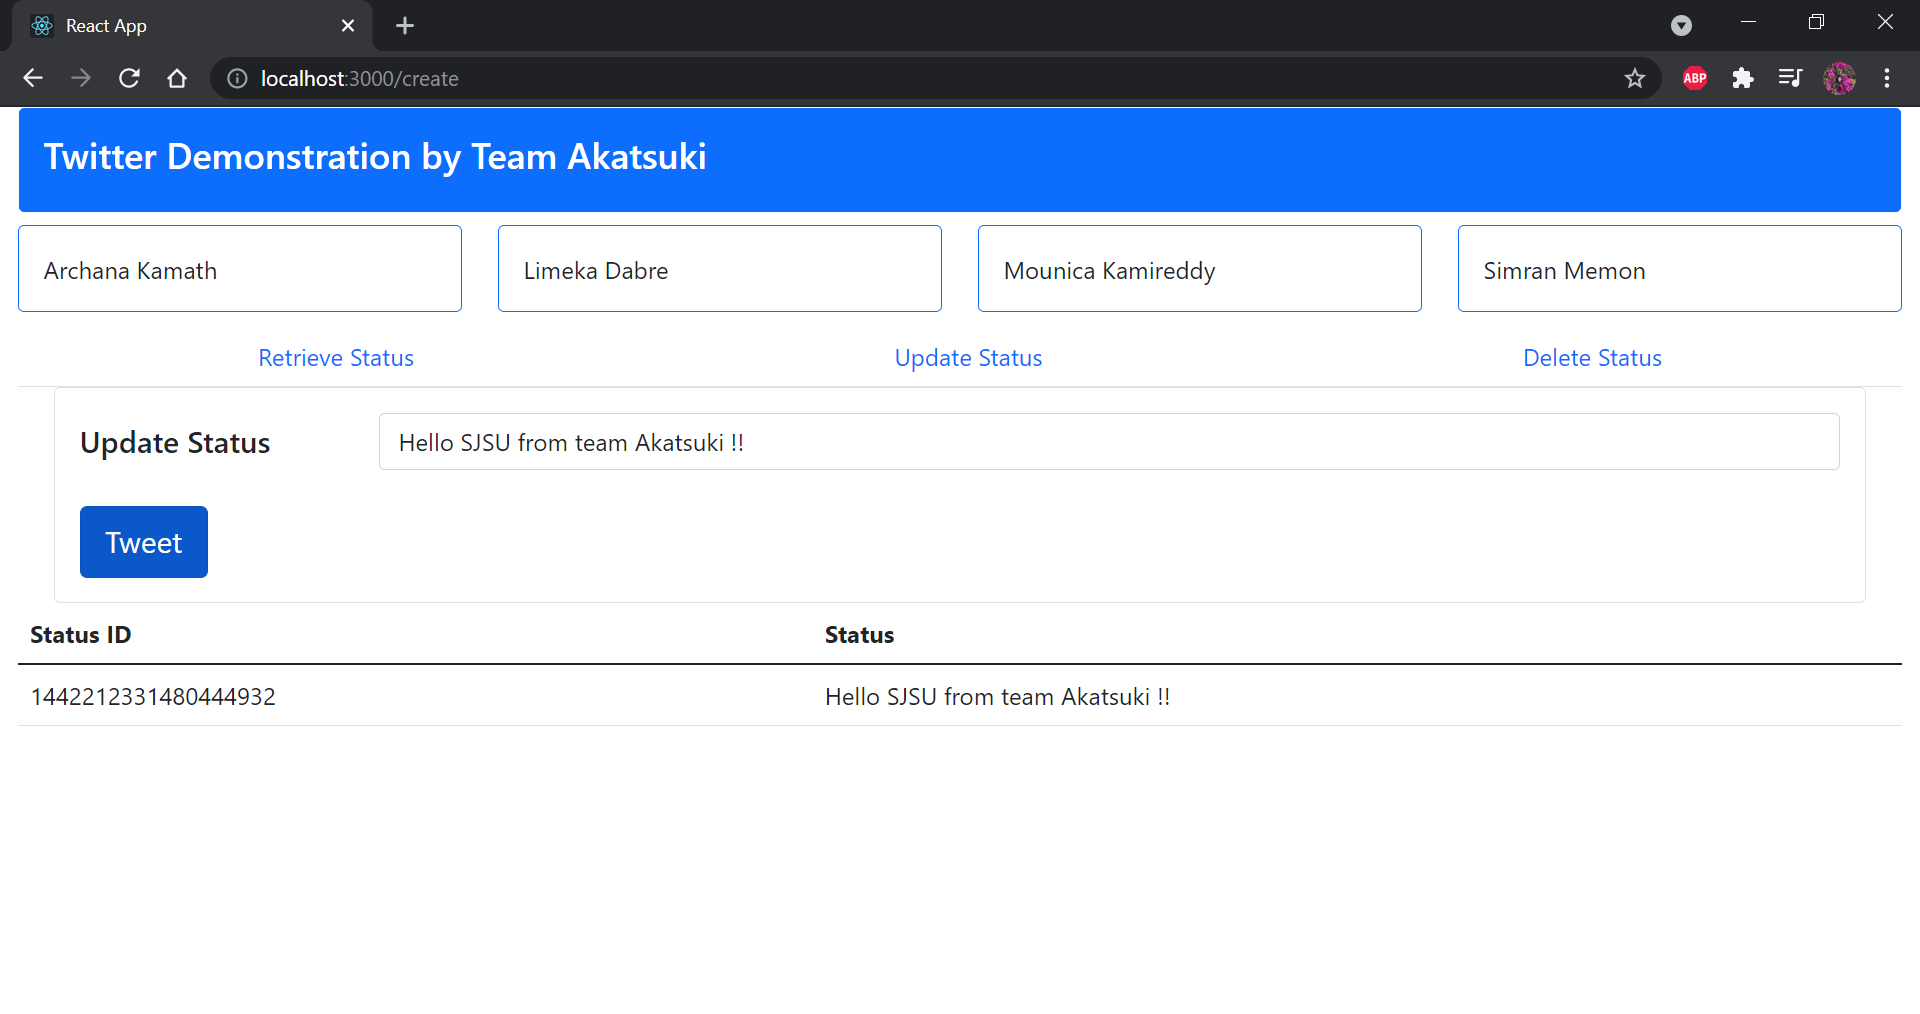 React App
localhost:3000/create
ABP
Twitter Demonstration by Team Akatsuki
Archana Kamath Limeka Dabre Mounica Kamireddy Simran Memon
Retrieve Status Update Status Delete Status
Update Status Hello SJSU from team Akatsuki !!
Tweet
Status ID Status
1442212331480444932 Hello SJSU from team Akatsuki !!